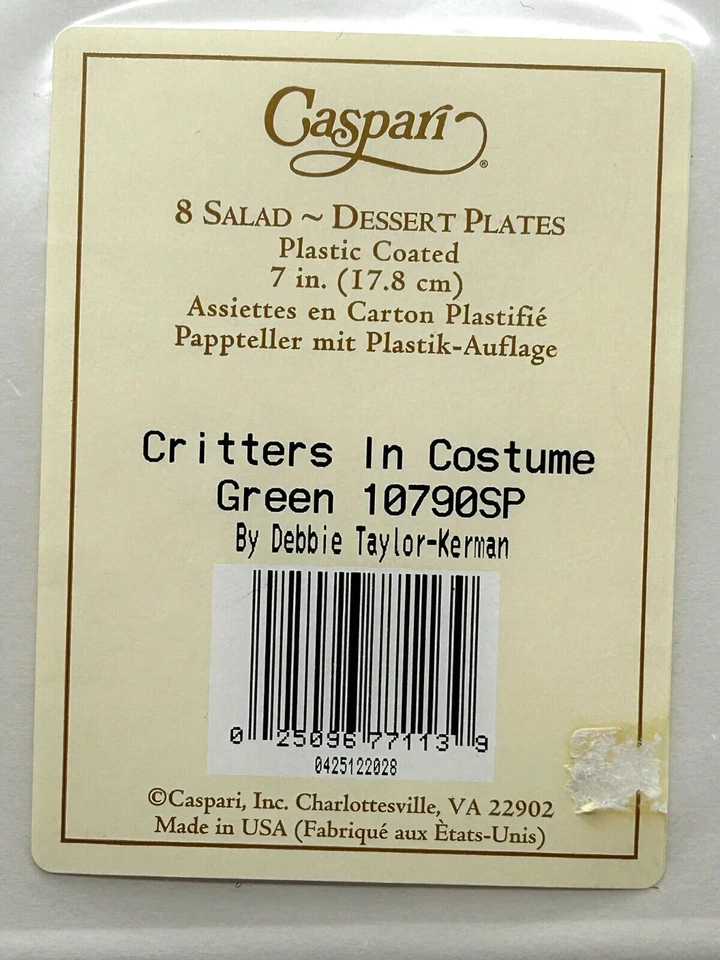 Caspari®
8 SALAD ~ DESSERT PLATES
Plastic Coated
7 in. (17.8 cm)
Assiettes en Carton Plastifié
Pappteller mit Plastik-Auflage
Critters In Costume
Green 10790SP
By Debbie Taylor-Kerman
0 25096 77113 9
0425122028
©Caspari, Inc. Charlottesville, VA 22902
Made in USA (Fabriqué aux Ètats-Unis)